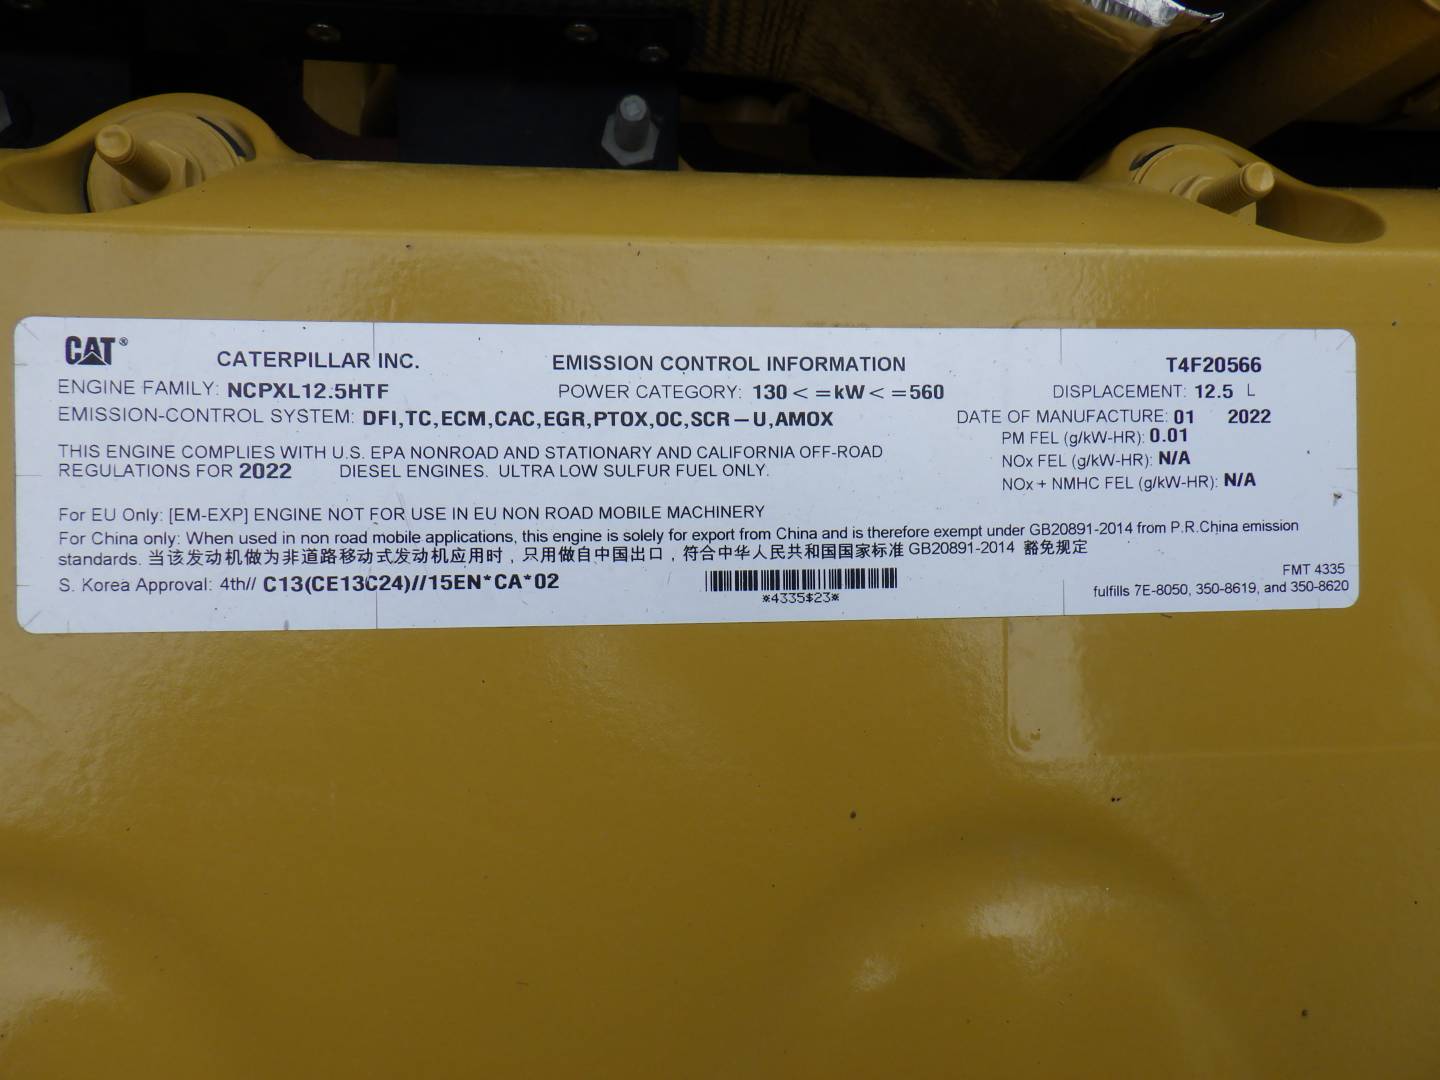 CAT®
CATERPILLAR INC. EMISSION CONTROL INFORMATION T4F20566
ENGINE FAMILY: NCPXL12.5HTF POWER CATEGORY: 130<=kW<=560 DISPLACEMENT: 12.5 L
EMISSION-CONTROL SYSTEM: DFI,TC,ECM,CAC,EGR,PTOX,OC,SCR-U,AMOX DATE OF MANUFACTURE: 01 2022
PM FEL (g/kW-HR): 0.01
THIS ENGINE COMPLIES WITH U.S. EPA NONROAD AND STATIONARY AND CALIFORNIA OFF-ROAD NOx FEL (g/kW-HR): N/A
REGULATIONS FOR 2022 DIESEL ENGINES. ULTRA LOW SULFUR FUEL ONLY. NOx + NMHC FEL (g/kW-HR): N/A
For EU Only: [EM-EXP] ENGINE NOT FOR USE IN EU NON ROAD MOBILE MACHINERY
For China only: When used in non road mobile applications, this engine is solely for export from China and is therefore exempt under GB20891-2014 from P.R.China emission
standards. 当该发动机做为非道路移动式发动机应用时，只用做自中国出口，符合中华人民共和国国家标准 GB20891-2014 豁免规定
S. Korea Approval: 4th// C13(CE13C24)//15EN*CA*02 FMT 4335
*4335$23* fulfills 7E-8050, 350-8619, and 350-8620